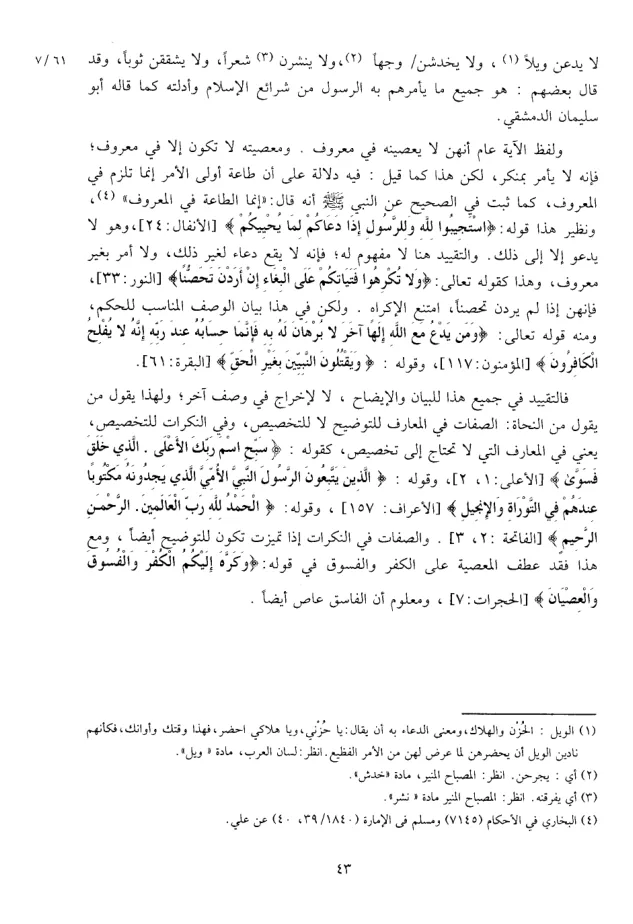 لا يدعن ويلاً (١) ، ولا يخدشن/ وجهاً (٢)،ولا ينشرن (٣) شعراً، ولا يشققن ثوباً، وقد ٧/٦١
قال بعضهم : هو جميع ما يأمرهم به الرسول من شرائع الإسلام وأدلته كما قاله أبو
سليمان الدمشقي.
ولفظ الآية عام أنهن لا يعصينه في معروف . ومعصيته لا تكون إلا في معروف؛
فإنه لا يأمر بمنكر، لكن هذا كما قيل : فيه دلالة على أن طاعة أولى الأمر إنما تلزم في
المعروف، كما ثبت في الصحيح عن النبي ﷺ أنه قال:«إنما الطاعة في المعروف» (٤)،
ونظير هذا قوله:﴿اسْتَجِيبُوا لِلَّهِ وَلِلرَّسُولِ إِذَا دَعَاكُمْ لِمَا يُحْيِيكُمْ ﴾ [الأنفال:٢٤]،وهو لا
يدعو إلا إلى ذلك. والتقييد هنا لا مفهوم له؛ فإنه لا يقع دعاء لغير ذلك، ولا أمر بغير
معروف، وهذا كقوله تعالى:﴿وَلا تُكْرِهُوا فَتَيَاتِكُمْ عَلَى الْبِغَاءِ إِنْ أَرَدْنَ تَحَصُّنًا﴾ [النور:٣٣]،
فإنهن إذا لم يردن تحصناً، امتنع الإكراه . ولكن في هذا بيان الوصف المناسب للحكم،
ومنه قوله تعالى: ﴿وَمَن يَدْعُ مَعَ اللَّهِ إِلَهًا آخَرَ لا بُرْهَانَ لَهُ بِهِ فَإِنَّمَا حِسَابُهُ عِندَ رَبِّهِ إِنَّهُ لا يُفْلِحُ
الْكَافِرُونَ ﴾ [المؤمنون:١١٧]، وقوله : ﴿ وَيَقْتُلُونَ النَّبِيِّينَ بِغَيْرِ الْحَقِّ ﴾ [البقرة:٦١].
فالتقييد في جميع هذا للبيان والإيضاح ، لا لإخراج في وصف آخر؛ ولهذا يقول من
يقول من النحاة: الصفات في المعارف للتوضيح لا للتخصيص، وفي النكرات للتخصيص،
يعني في المعارف التي لا تحتاج إلى تخصيص، كقوله : ﴿ سَبِّحِ اسْمَ رَبِّكَ الأَعْلَى . الَّذِي خَلَقَ
فَسَوَّىٰ ﴾ [الأعلى:١، ٢]، وقوله : ﴿ الَّذِينَ يَتَّبِعُونَ الرَّسُولَ النَّبِيَّ الأُمِّيَّ الَّذِي يَجِدُونَهُ مَكْتُوبًا
عِندَهُمْ فِي التَّوْرَاةِ وَالإِنجِيلِ ﴾ [الأعراف: ١٥٧] ، وقوله: ﴿ الْحَمْدُ لِلَّهِ رَبِّ الْعَالَمِينَ. الرَّحْمَنِ
الرَّحِيمِ ﴾ [الفاتحة :٢، ٣] . والصفات في النكرات إذا تميزت تكون للتوضيح أيضاً ، ومع
هذا فقد عطف المعصية على الكفر والفسوق في قوله:﴿وَكَرَّهَ إِلَيْكُمُ الْكُفْرَ وَالْفُسُوقَ
وَالْعِصْيَانَ ﴾ [الحجرات:٧] ، ومعلوم أن الفاسق عاص أيضاً .
(١) الويل : الحُزْن والهلاك،ومعنى الدعاء به أن يقال:يا حُزْني،ويا هلاكي احضر،فهذا وقتك وأوانك،فكأنهم
نادين الويل أن يحضرهن لما عرض لهن من الأمر الفظيع.انظر:لسان العرب، مادة « ويل».
(٢) أي : يجرحن. انظر: المصباح المنير، مادة «خدش».
(٣) أي يفرقنه. انظر: المصباح المنير مادة « نشر».
(٤) البخاري في الأحكام (٧١٤٥) ومسلم فى الإمارة (٣٩/١٨٤٠، ٤٠) عن علي.
٤٣